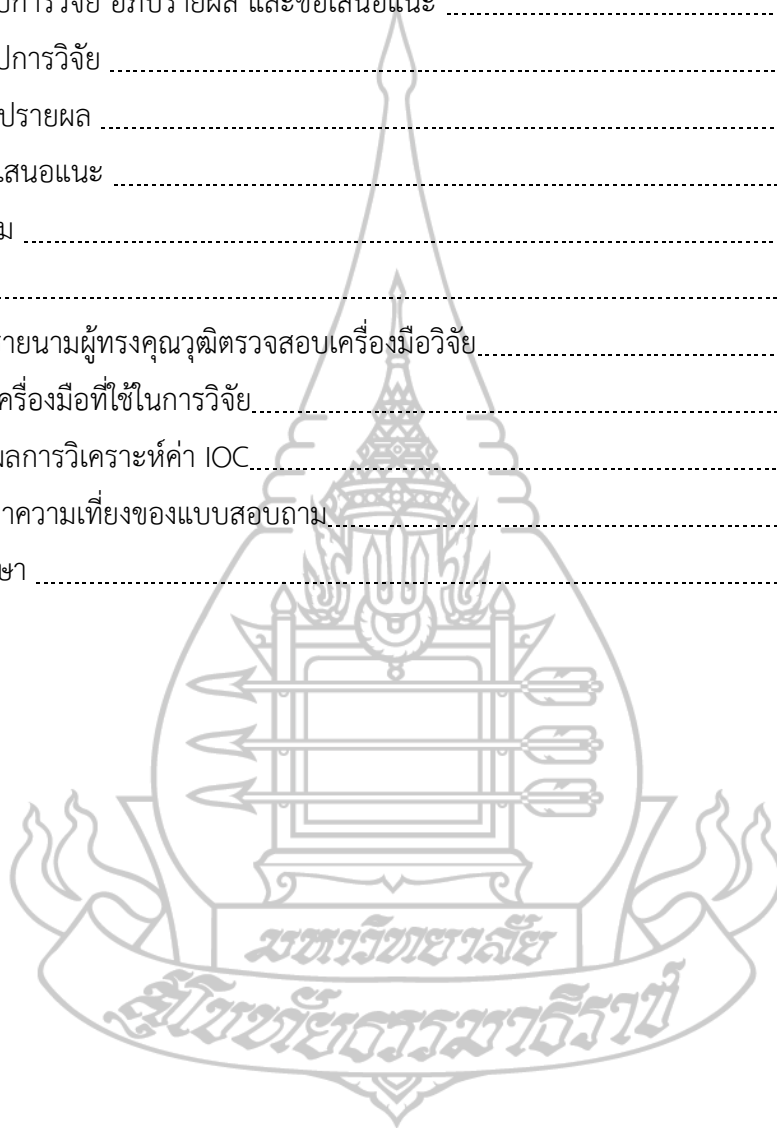 ปการวิจัย อภิปรายผล และข้อเสนอแนะ
ปการวิจัย
ปรายผล
เสนอแนะ
ม
ายนามผู้ทรงคุณวุฒิตรวจสอบเครื่องมือวิจัย
ครื่องมือที่ใช้ในการวิจัย
ผลการวิเคราะห์ค่า IOC
่าความเที่ยงของแบบสอบถาม
ษา
มหาวิทยาลัย
สุโขทัยธรรมาธิราช